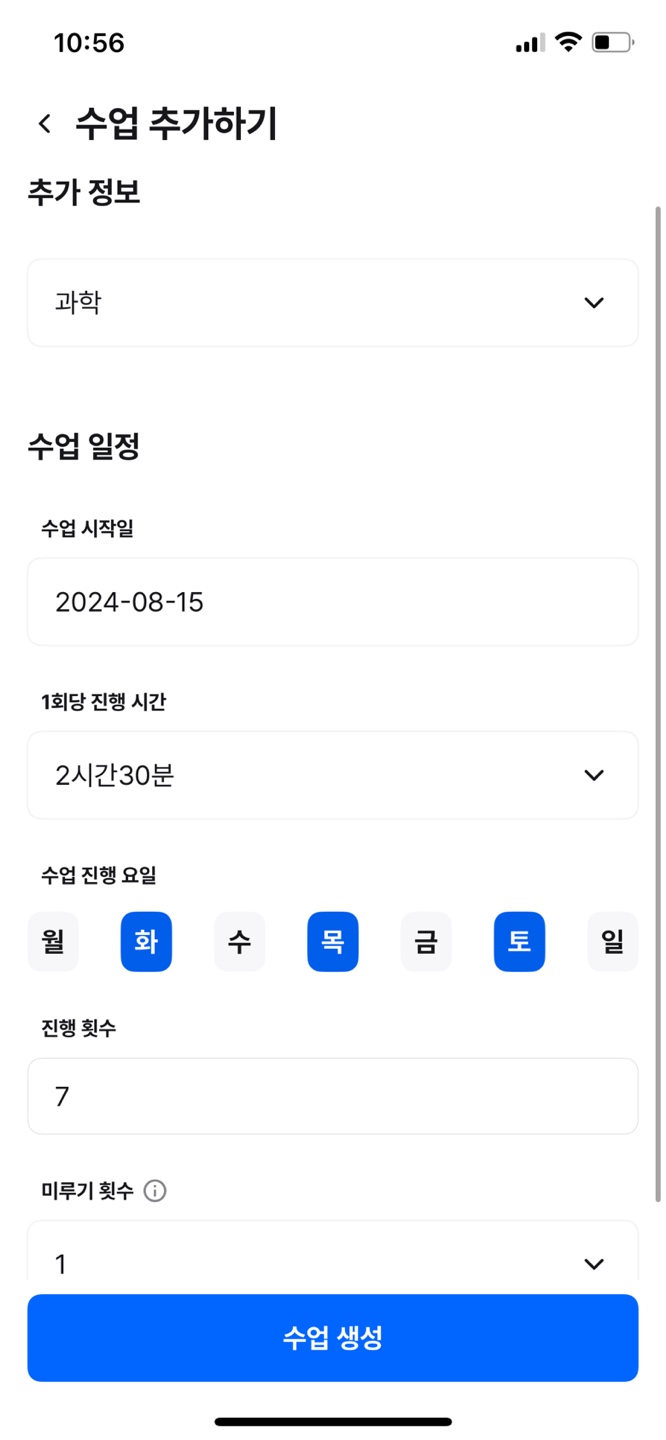 10:56
수업 추가하기
추가 정보
과학
수업 일정
수업 시작일
2024-08-15
1회당 진행 시간
2시간30분
수업 진행 요일
월 화 수 목 금 토 일
진행 횟수
7
미루기 횟수
1
수업 생성